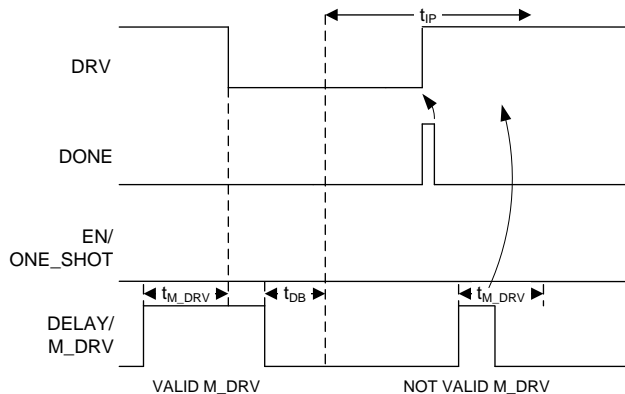 t_IP
DRV
DONE
EN/
ONE_SHOT
t_M_DRV
t_DB
t_M_DRV
DELAY/
M_DRV
VALID M_DRV
NOT VALID M_DRV